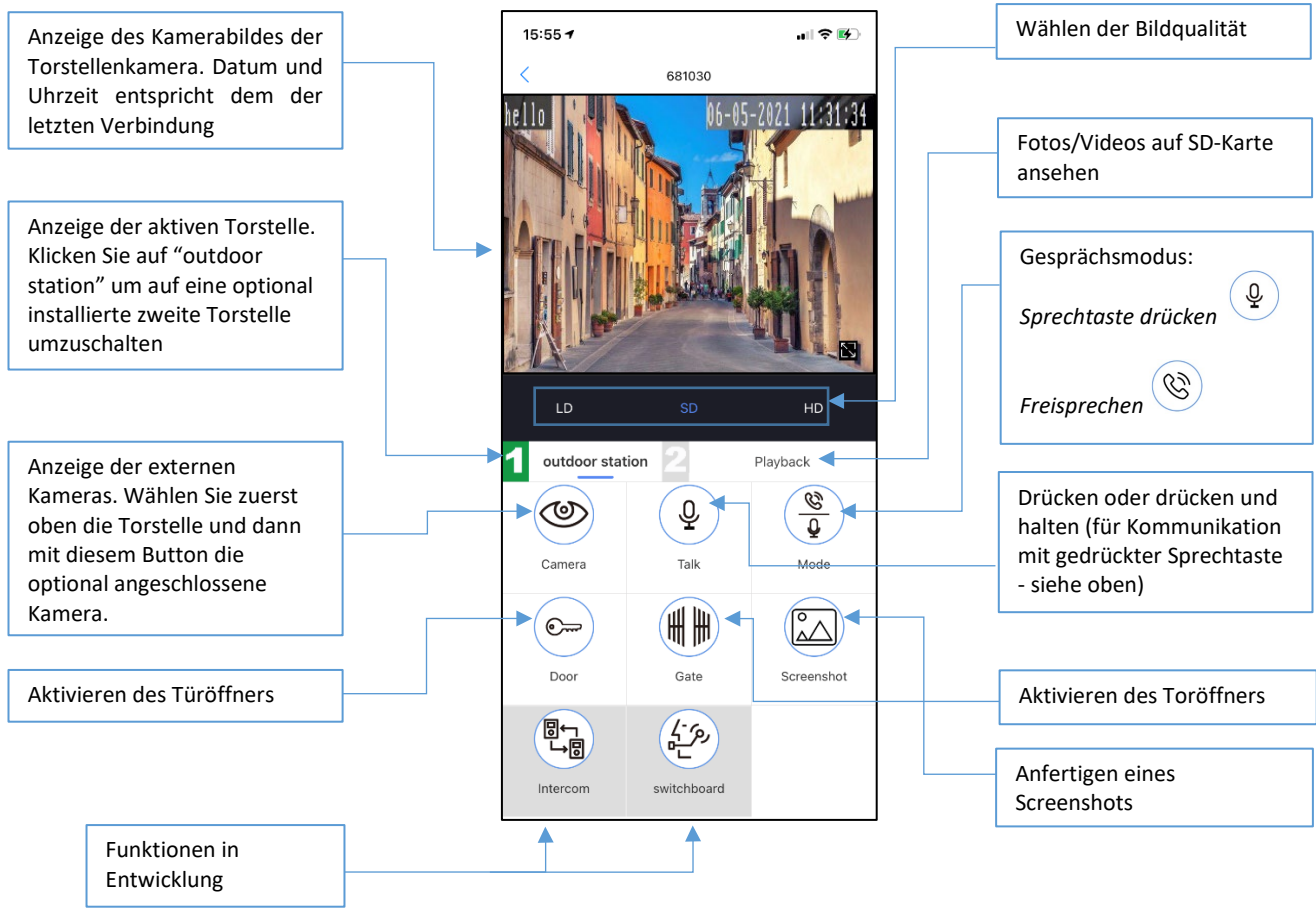 Anzeige des Kamerabildes der
Torstellenkamera. Datum und
Uhrzeit entspricht dem der
letzten Verbindung
Anzeige der aktiven Torstelle.
Klicken Sie auf “outdoor
station” um auf eine optional
installierte zweite Torstelle
umzuschalten
Anzeige der externen
Kameras. Wählen Sie zuerst
oben die Torstelle und dann
mit diesem Button die
optional angeschlossene
Kamera.
Aktivieren des Türöffners
Funktionen in
Entwicklung
15:55
681030
hello 06-05-2021 11:31:34
LD SD HD
1 outdoor station 2 Playback
Camera Talk Mode
Door Gate Screenshot
Intercom switchboard
Wählen der Bildqualität
Fotos/Videos auf SD-Karte
ansehen
Gesprächsmodus:
Sprechtaste drücken
Freisprechen
Drücken oder drücken und
halten (für Kommunikation
mit gedrückter Sprechtaste
- siehe oben)
Aktivieren des Toröffners
Anfertigen eines
Screenshots